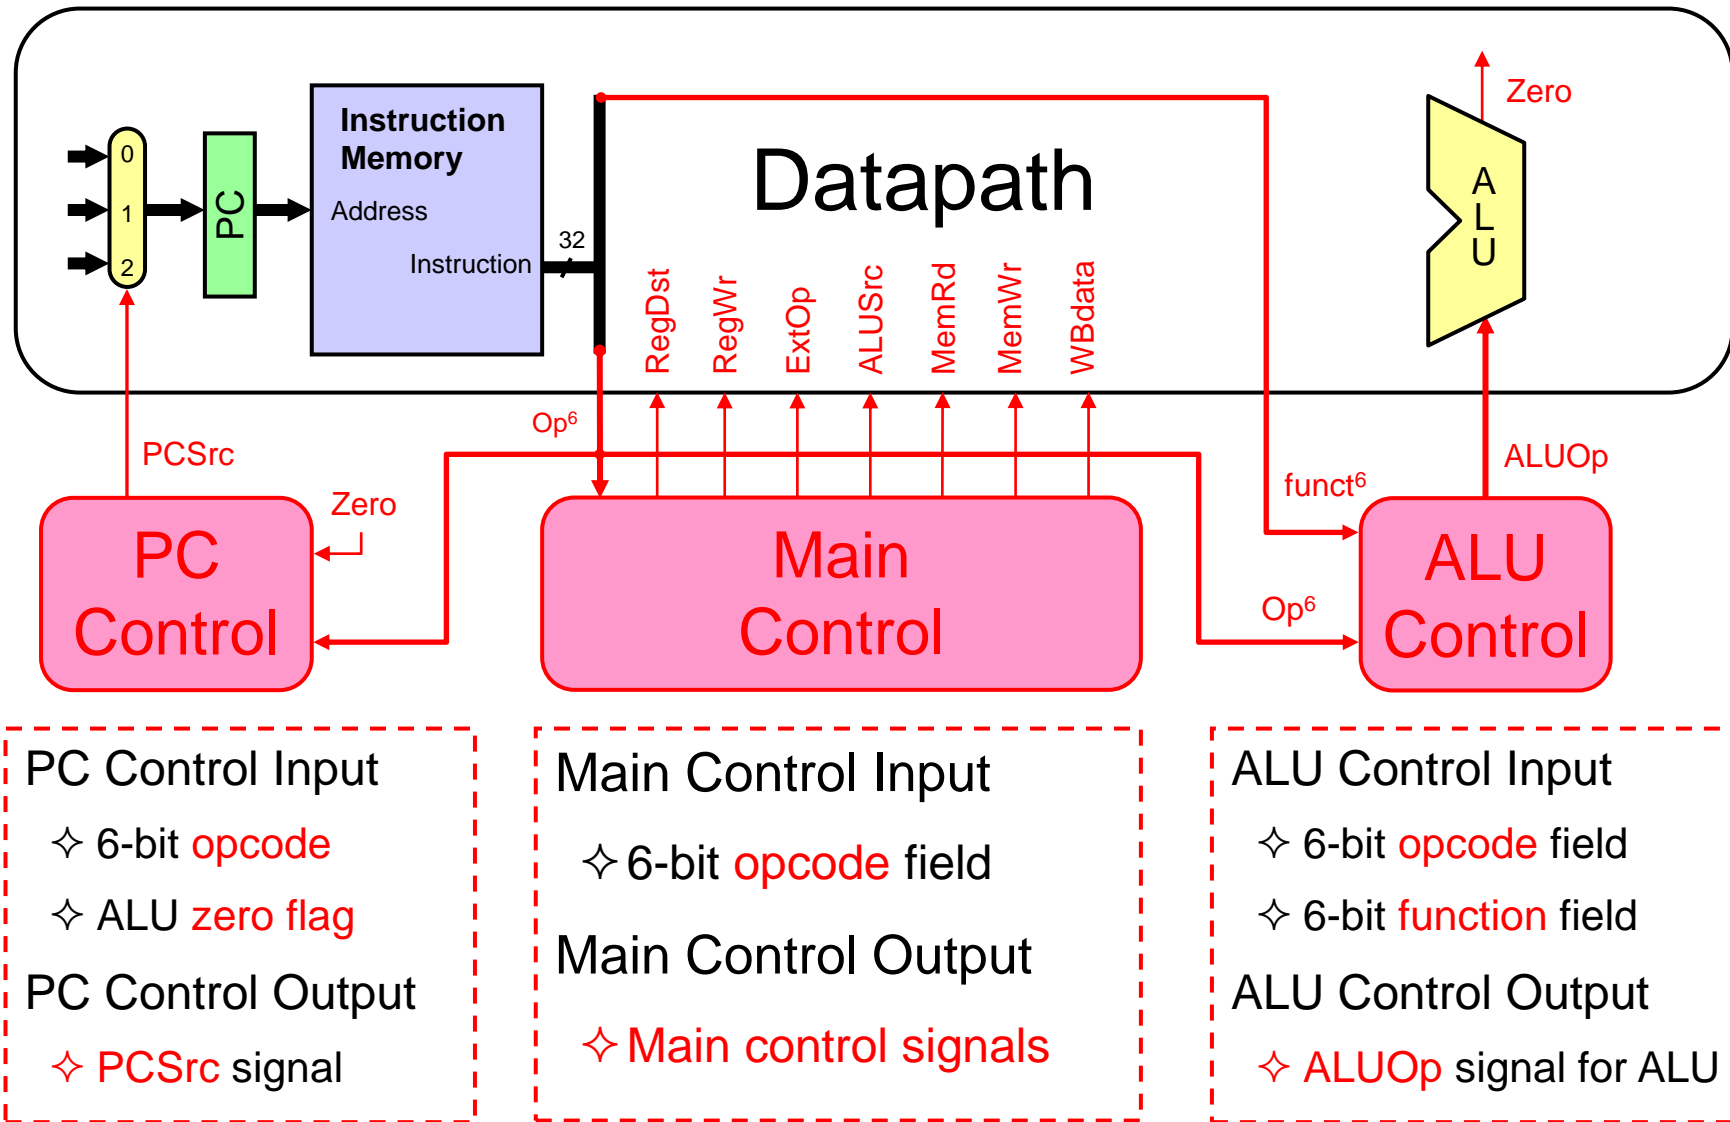 Zero
Instruction
Memory
0
1
2
PC
Address
Instruction
32
Datapath
A
L
U
RegDst
RegWr
ExtOp
ALUSrc
MemRd
MemWr
WBdata
Op⁶
PCSrc
ALUOp
Zero
funct⁶
Op⁶
PC
Control
Main
Control
ALU
Control
PC Control Input
✧ 6-bit opcode
✧ ALU zero flag
PC Control Output
✧ PCSrc signal
Main Control Input
✧ 6-bit opcode field
Main Control Output
✧ Main control signals
ALU Control Input
✧ 6-bit opcode field
✧ 6-bit function field
ALU Control Output
✧ ALUOp signal for ALU